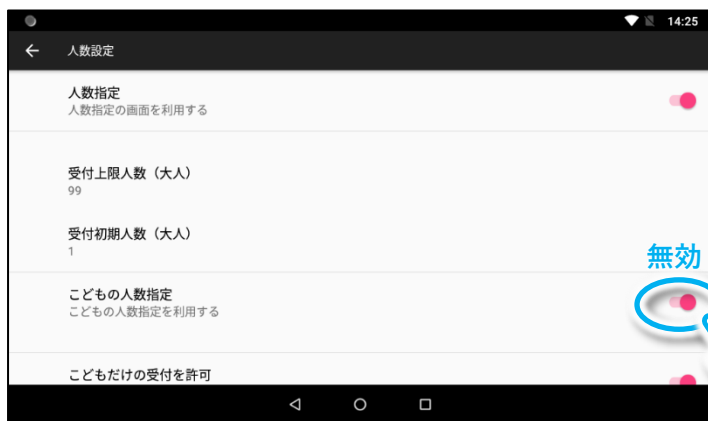 14:25
人数設定
人数指定
人数指定の画面を利用する
受付上限人数（大人）
99
受付初期人数（大人）
1
無効
こどもの人数指定
こどもの人数指定を利用する
こどもだけの受付を許可